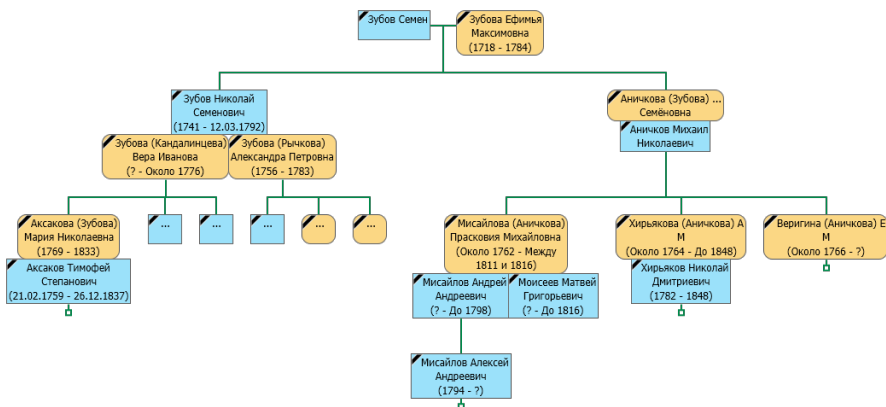 Зубов Семен
Зубова Ефимья
Максимовна
(1718 - 1784)
Зубов Николай
Семенович
(1741 - 12.03.1792)
Аничкова (Зубова) ...
Семёновна
Аничков Михаил
Николаевич
Зубова (Кандалинцева)
Вера Иванова
(? - Около 1776)
Зубова (Рычкова)
Александра Петровна
(1756 - 1783)
Аксакова (Зубова)
Мария Николаевна
(1769 - 1833)
...
...
...
...
...
Мисайлова (Аничкова)
Прасковия Михайловна
(Около 1762 - Между
1811 и 1816)
Хирьякова (Аничкова) А
М
(Около 1764 - До 1848)
Веригина (Аничкова) Е
М
(Около 1766 - ?)
Аксаков Тимофей
Степанович
(21.02.1759 - 26.12.1837)
Мисайлов Андрей
Андреевич
(? - До 1798)
Моисеев Матвей
Григорьевич
(? - До 1816)
Хирьяков Николай
Дмитриевич
(1782 - 1848)
Мисайлов Алексей
Андреевич
(1794 - ?)